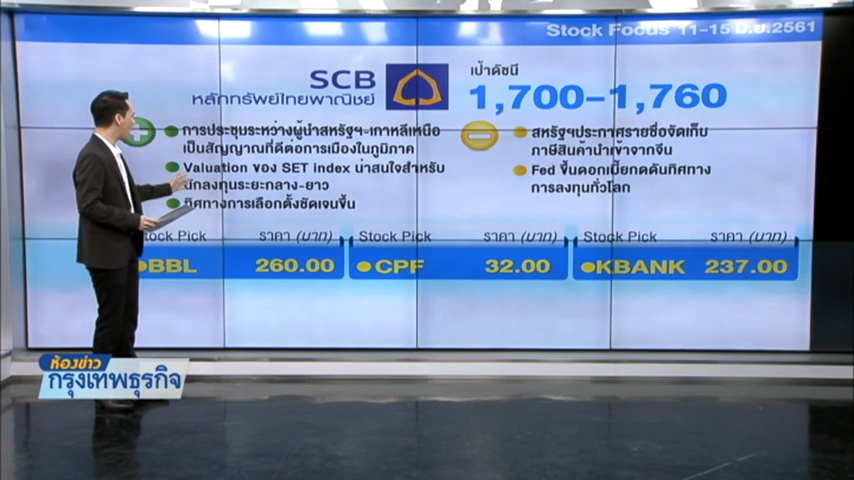 Stock Focus 11-15 มิ.ย.2561
SCB
หลักทรัพย์ไทยพาณิชย์
เป้าดัชนี
1,700-1,760
การประชุมระหว่างผู้นำสหรัฐฯ-เกาหลีเหนือ
เป็นสัญญาณที่ดีต่อการเมืองในภูมิภาค
Valuation ของ SET index น่าสนใจสำหรับ
นักลงทุนระยะกลาง-ยาว
ทิศทางการเลือกตั้งชัดเจนขึ้น
สหรัฐฯประกาศรายชื่อจัดเก็บ
ภาษีสินค้านำเข้าจากจีน
Fed ขึ้นดอกเบี้ยกดดันทิศทาง
การลงทุนทั่วโลก
Stock Pick ราคา (บาท)
BBL 260.00
Stock Pick ราคา (บาท)
CPF 32.00
Stock Pick ราคา (บาท)
KBANK 237.00
ห้องข่าว
กรุงเทพธุรกิจ